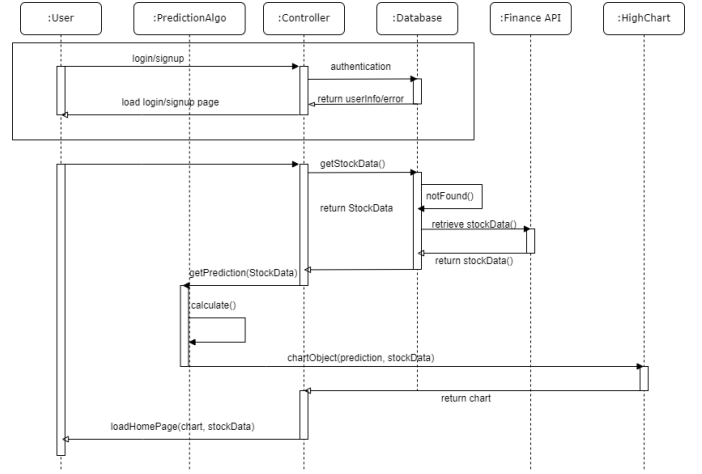 :User
:PredictionAlgo
:Controller
:Database
:Finance API
:HighChart
login/signup
authentication
return userInfo/error
load login/signup page
getStockData()
notFound()
return StockData
retrieve stockData()
return stockData()
getPrediction(StockData)
calculate()
chartObject(prediction, stockData)
return chart
loadHomePage(chart, stockData)